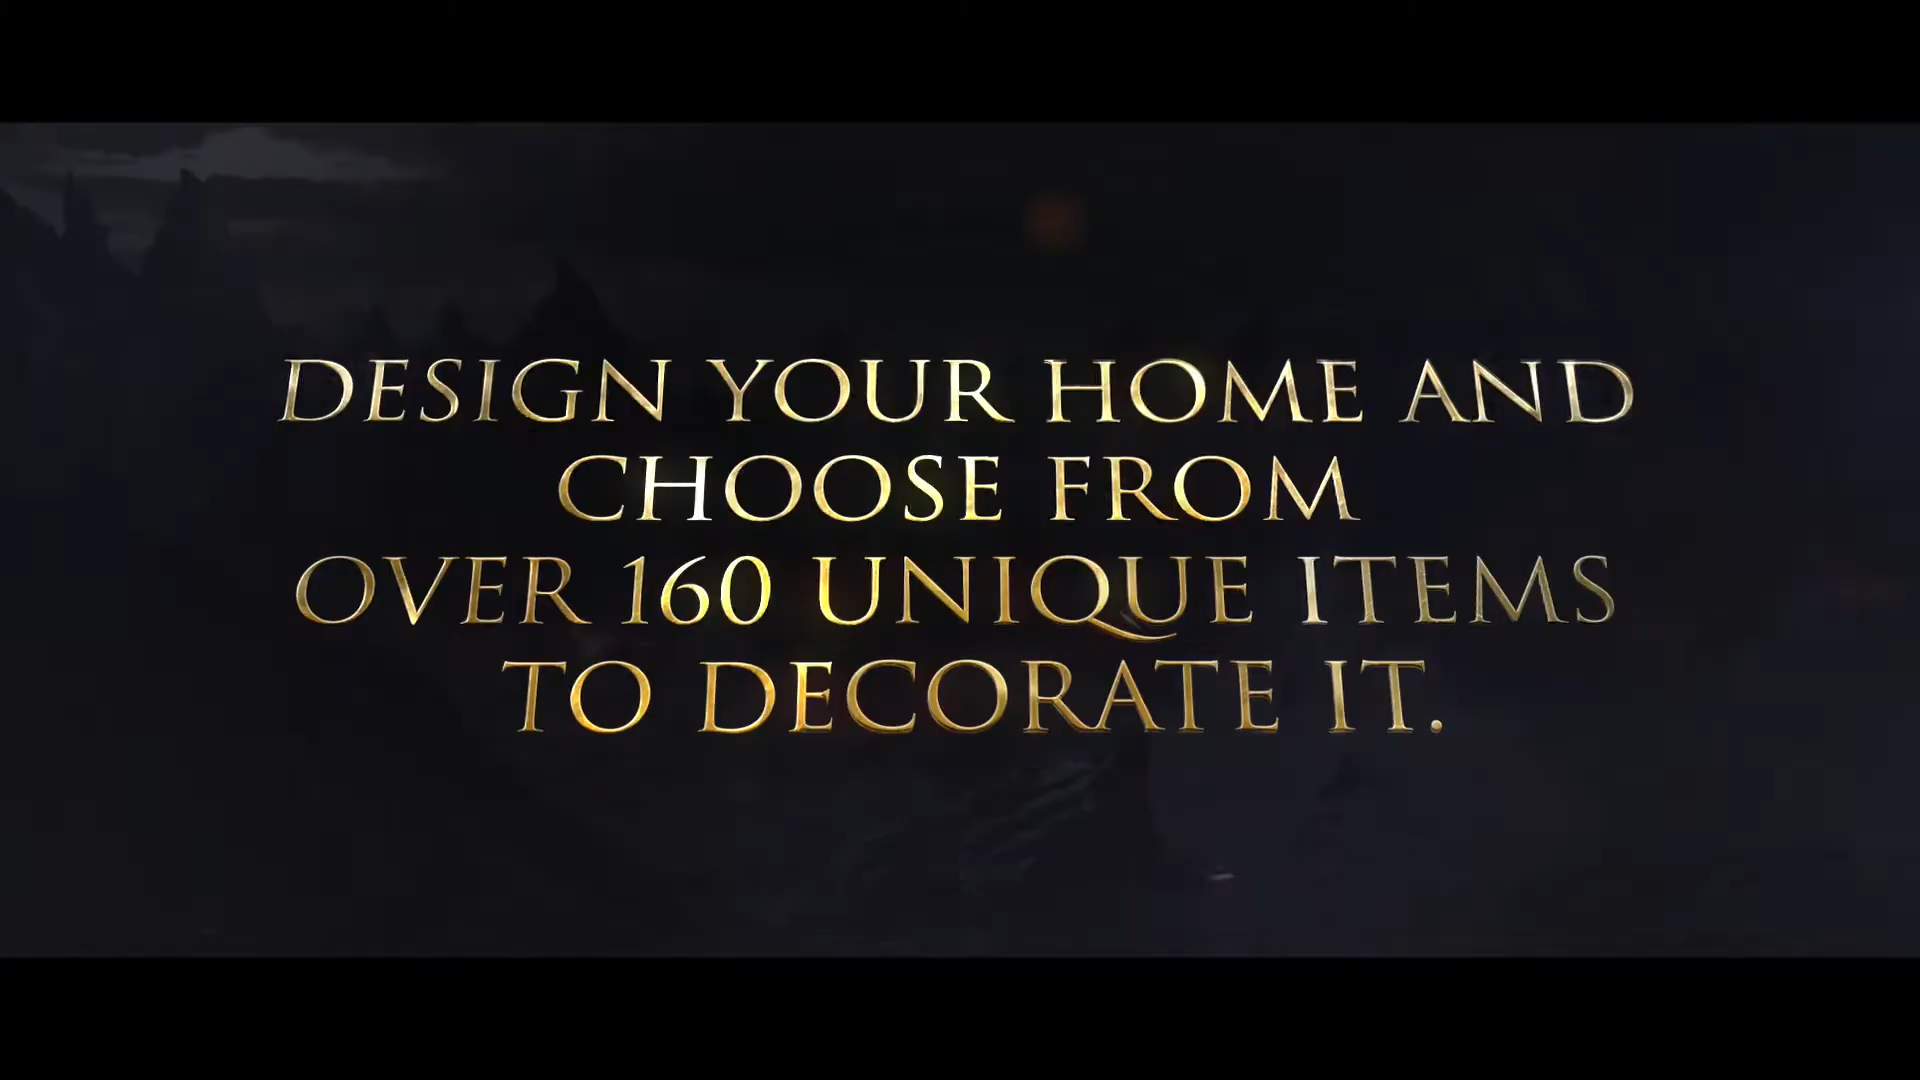 DESIGN YOUR HOME AND
CHOOSE FROM
OVER 160 UNIQUE ITEMS
TO DECORATE IT.